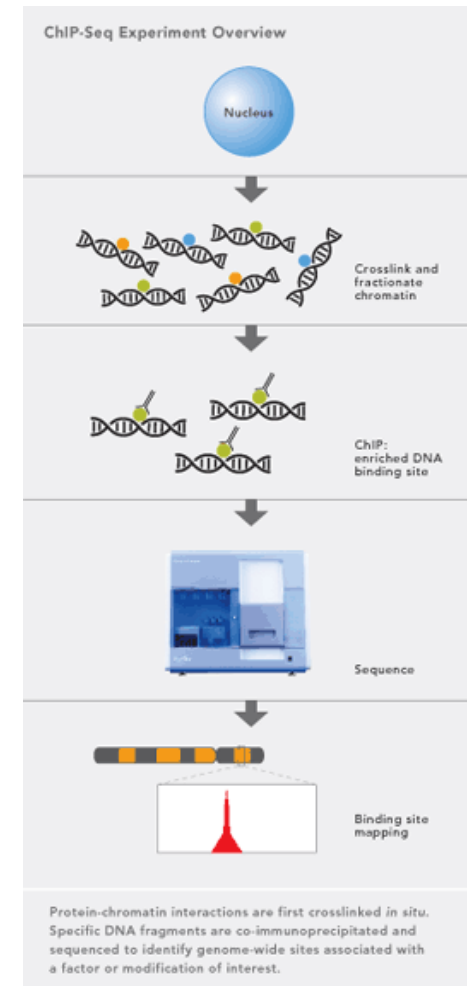 ChIP-Seq Experiment Overview
Nucleus
Crosslink and
fractionate
chromatin
ChIP:
enriched DNA
binding site
Sequence
Binding site
mapping
Protein-chromatin interactions are first crosslinked in situ.
Specific DNA fragments are co-immunoprecipitated and
sequenced to identify genome-wide sites associated with
a factor or modification of interest.